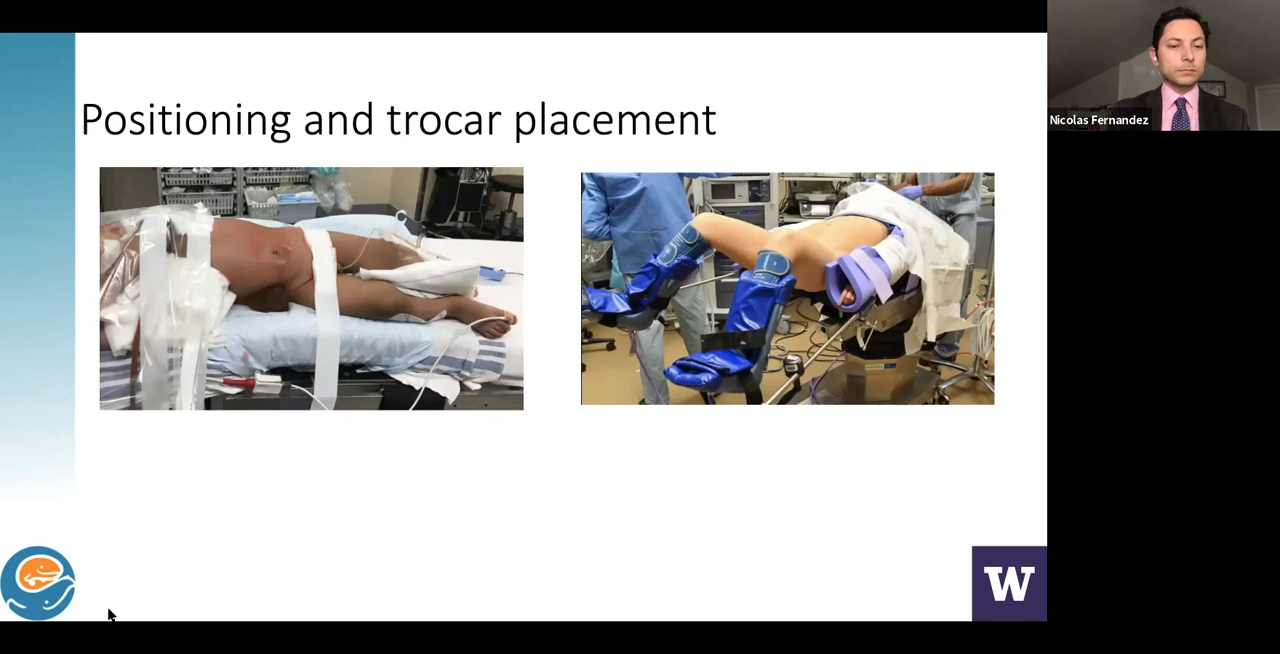 Positioning and trocar placement
Nicolas Fernandez
W